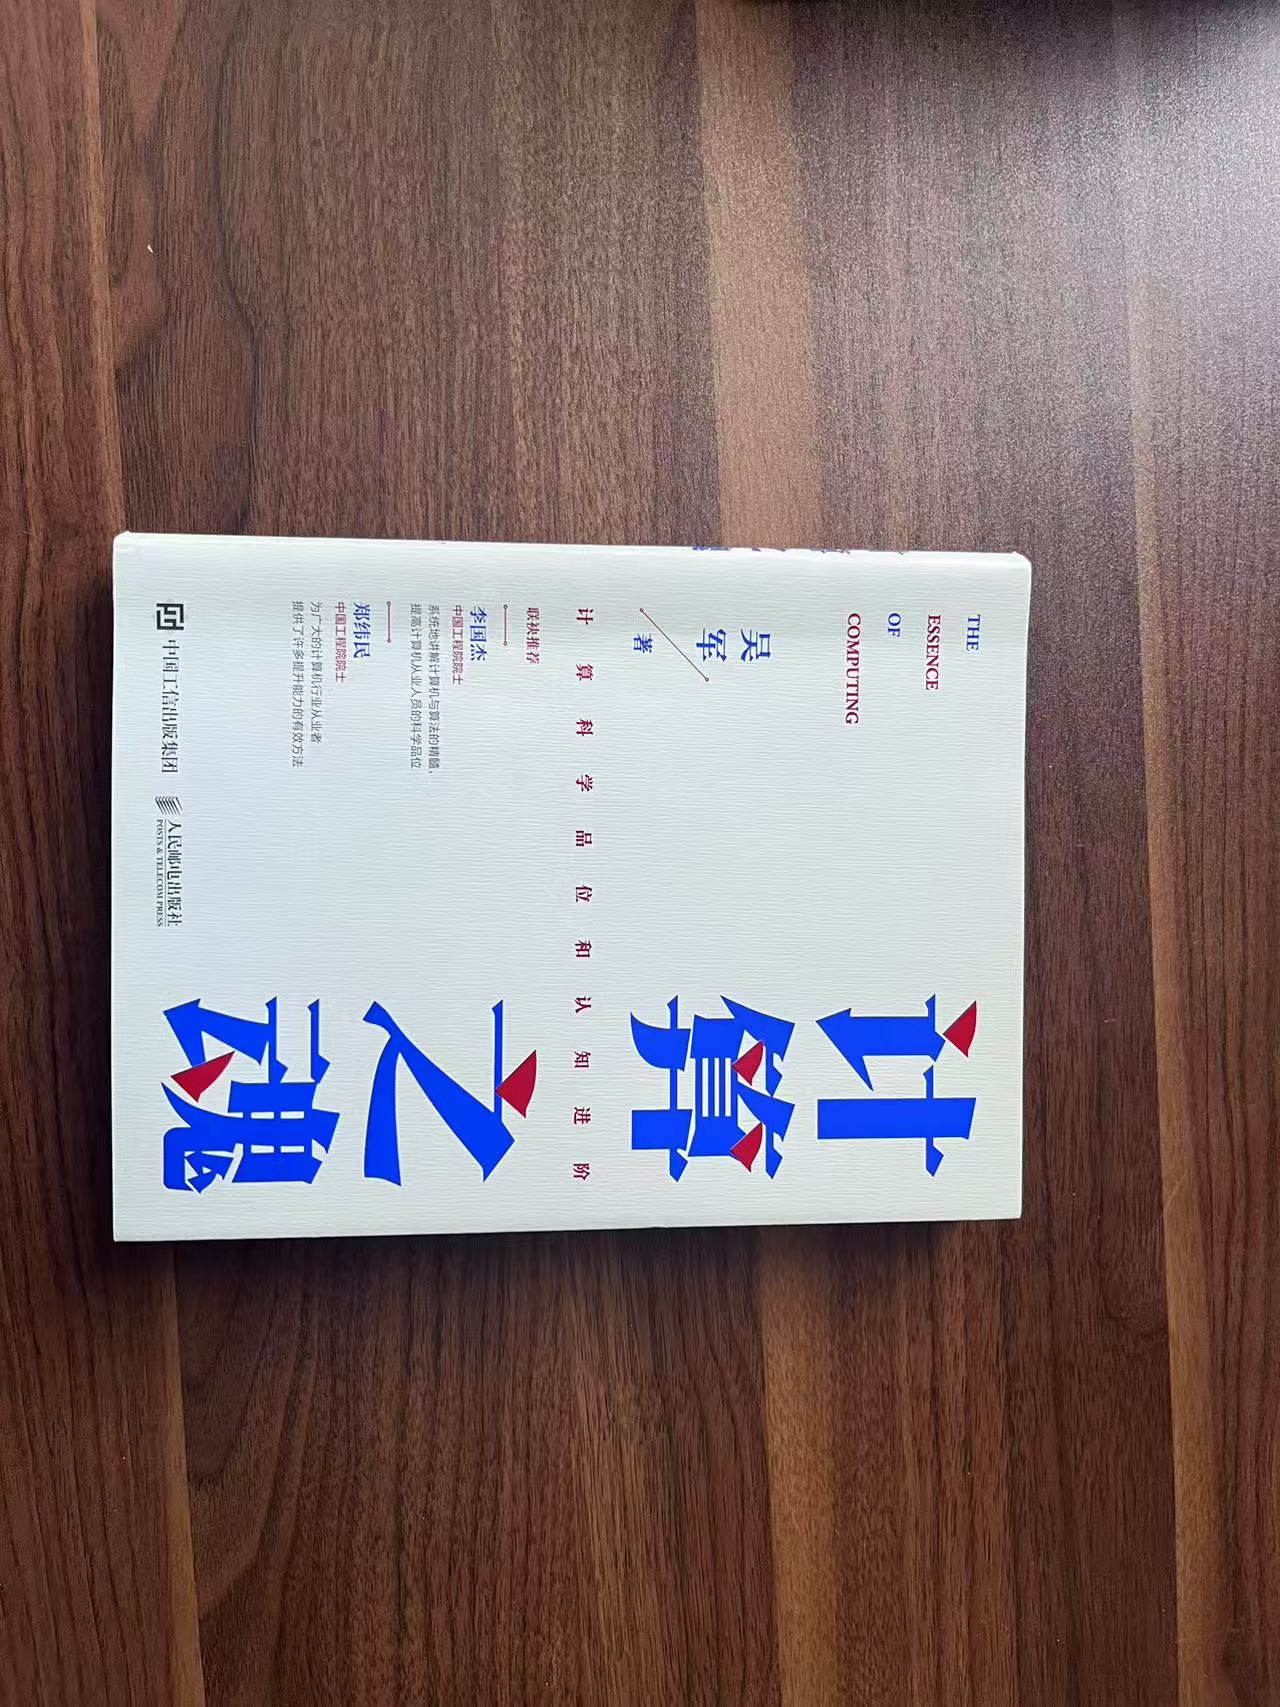 THE
ESSENCE
OF
COMPUTING
计算之魂
吴军
著
计算科学品位和认知进阶
联袂推荐
李国杰
中国工程院院士
系统地讲解计算机与算法的精髓，
提高计算机从业人员的科学品位
郑纬民
中国工程院院士
为广大的计算机行业从业者
提供了许多提升能力的有效方法
中国工信出版集团
人民邮电出版社
POSTS & TELECOM PRESS